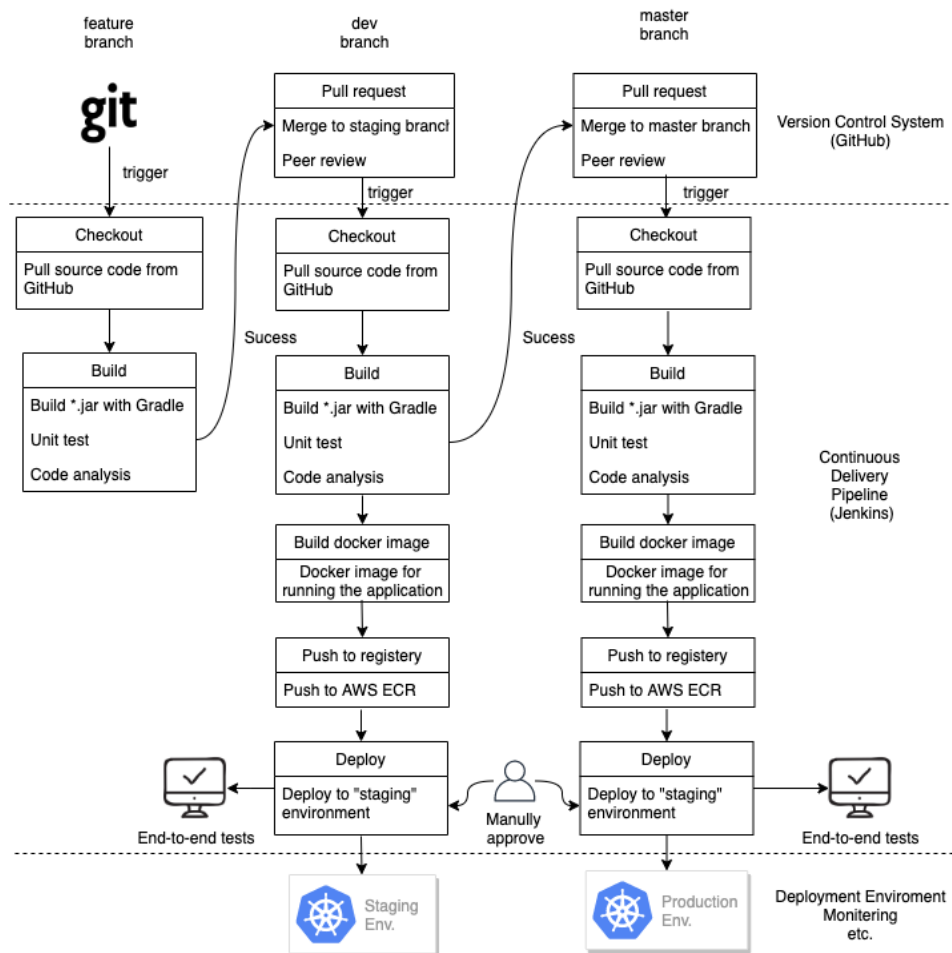 feature
branch
dev
branch
master
branch
git
trigger
Pull request
Merge to staging branch
Peer review
trigger
Pull request
Merge to master branch
Peer review
trigger
Version Control System
(GitHub)
Checkout
Pull source code from
GitHub
Checkout
Pull source code from
GitHub
Checkout
Pull source code from
GitHub
Sucess
Sucess
Build
Build *.jar with Gradle
Unit test
Code analysis
Build
Build *.jar with Gradle
Unit test
Code analysis
Build
Build *.jar with Gradle
Unit test
Code analysis
Continuous
Delivery
Pipeline
(Jenkins)
Build docker image
Docker image for
running the application
Build docker image
Docker image for
running the application
Push to registery
Push to AWS ECR
Push to registery
Push to AWS ECR
Deploy
Deploy to "staging"
environment
Deploy
Deploy to "staging"
environment
End-to-end tests
Manully
approve
End-to-end tests
Staging
Env.
Production
Env.
Deployment Enviroment
Monitering
etc.